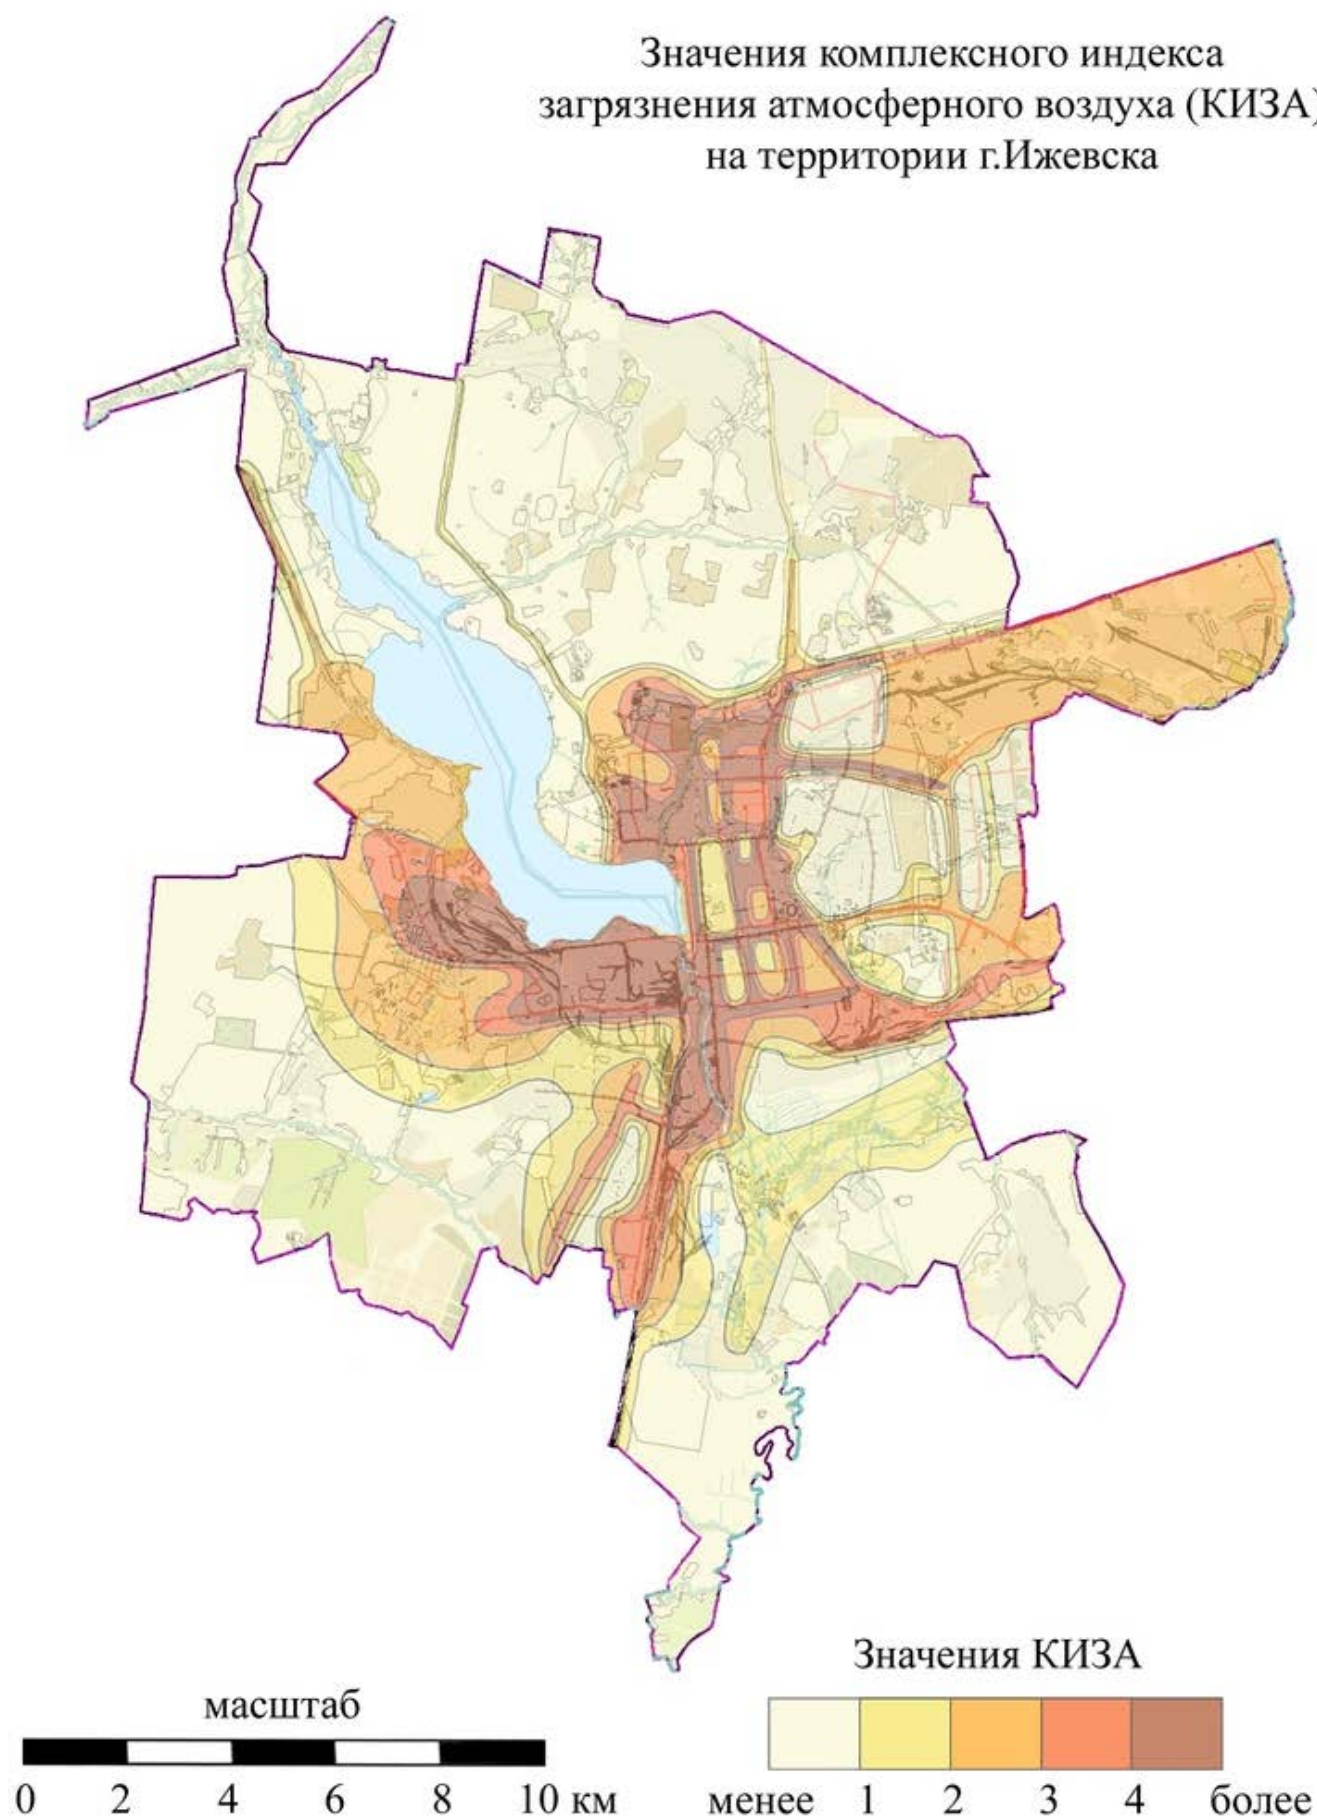 Значения комплексного индекса
загрязнения атмосферного воздуха (КИЗА)
на территории г.Ижевска
Значения КИЗА
масштаб
0 2 4 6 8 10 км
менее 1 2 3 4 более